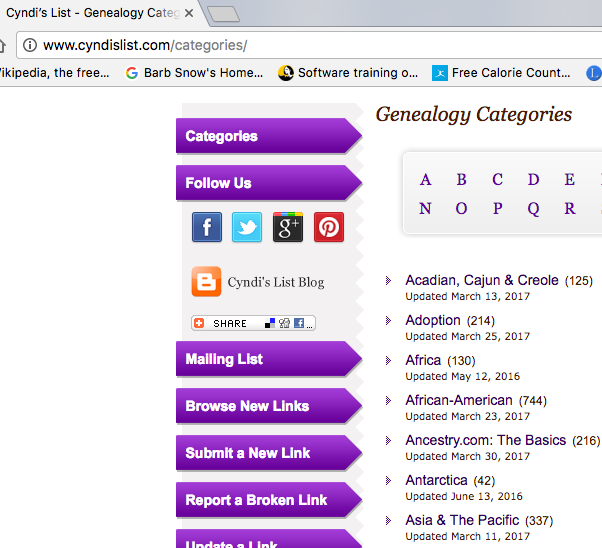 Cyndi's List - Genealogy Categ
www.cyndislist.com/categories/
ikipedia, the free...
Barb Snow's Home...
Software training o...
Free Calorie Count...
L
Genealogy Categories
Categories
A B C D E
Follow Us
N O P Q R
f g+
Cyndi's List Blog
Acadian, Cajun & Creole (125)
Updated March 13, 2017
SHARE
Adoption (214)
Updated March 25, 2017
Mailing List
Africa (130)
Updated May 12, 2016
Browse New Links
African-American (744)
Updated March 23, 2017
Submit a New Link
Ancestry.com: The Basics (216)
Updated March 30, 2017
Report a Broken Link
Antarctica (42)
Updated June 13, 2016
Update a Link
Asia & The Pacific (337)
Updated March 11, 2017